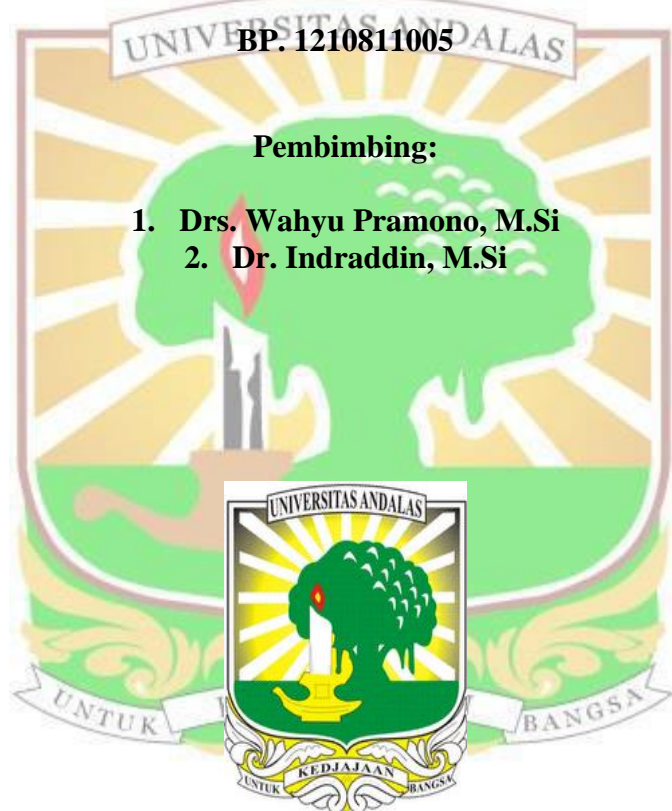 UNIVERSITAS ANDALAS
BP. 1210811005
Pembimbing:
1. Drs. Wahyu Pramono, M.Si
2. Dr. Indraddin, M.Si
UNIVERSITAS ANDALAS
UNTUK BANGSA
UNTUK KEDJAJAAN BANGSA